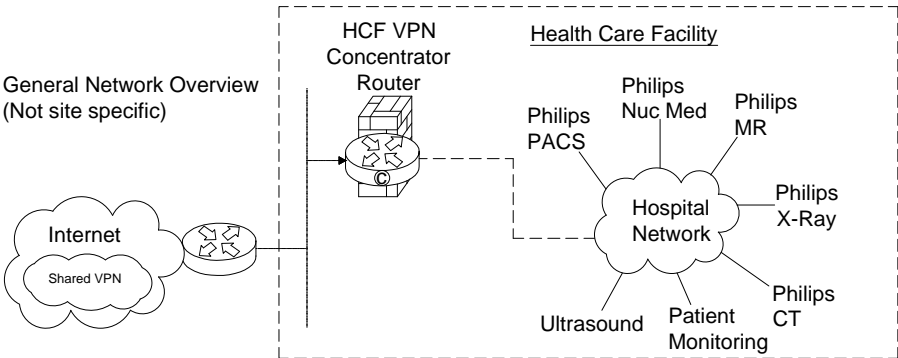 General Network Overview
(Not site specific)
Internet
Shared VPN
HCF VPN
Concentrator
Router
C
Health Care Facility
Philips
PACS
Philips
Nuc Med
Philips
MR
Philips
X-Ray
Philips
CT
Patient
Monitoring
Ultrasound
Hospital
Network